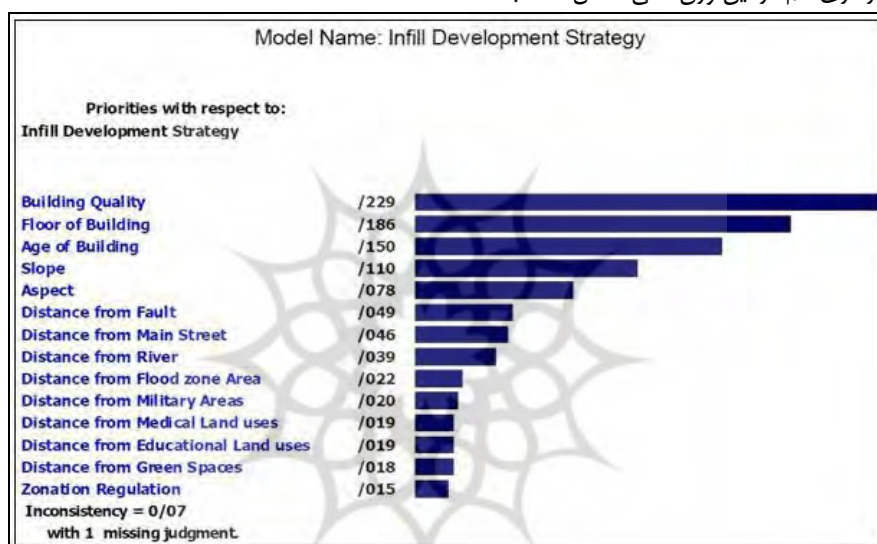 Model Name: Infill Development Strategy
Priorities with respect to:
Infill Development Strategy
Building Quality /229
Floor of Building /186
Age of Building /150
Slope /110
Aspect /078
Distance from Fault /049
Distance from Main Street /046
Distance from River /039
Distance from Flood zone Area /022
Distance from Military Areas /020
Distance from Medical Land uses /019
Distance from Educational Land uses /019
Distance from Green Spaces /018
Zonation Regulation /015
Inconsistency = 0/07
with 1 missing judgment.